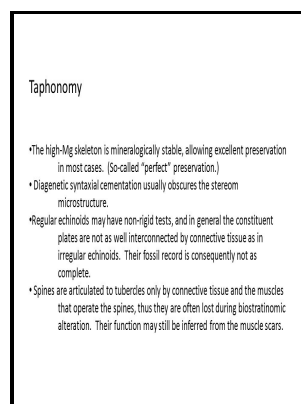 Taphonomy
•The high-Mg skeleton is mineralogically stable, allowing excellent preservation
in most cases. (So-called “perfect” preservation.)
• Diagenetic syntaxial cementation usually obscures the stereom
microstructure.
•Regular echinoids may have non-rigid tests, and in general the constituent
plates are not as well interconnected by connective tissue as in
irregular echinoids. Their fossil record is consequently not as
complete.
• Spines are articulated to tubercles only by connective tissue and the muscles
that operate the spines, thus they are often lost during biostratinomic
alteration. Their function may still be inferred from the muscle scars.